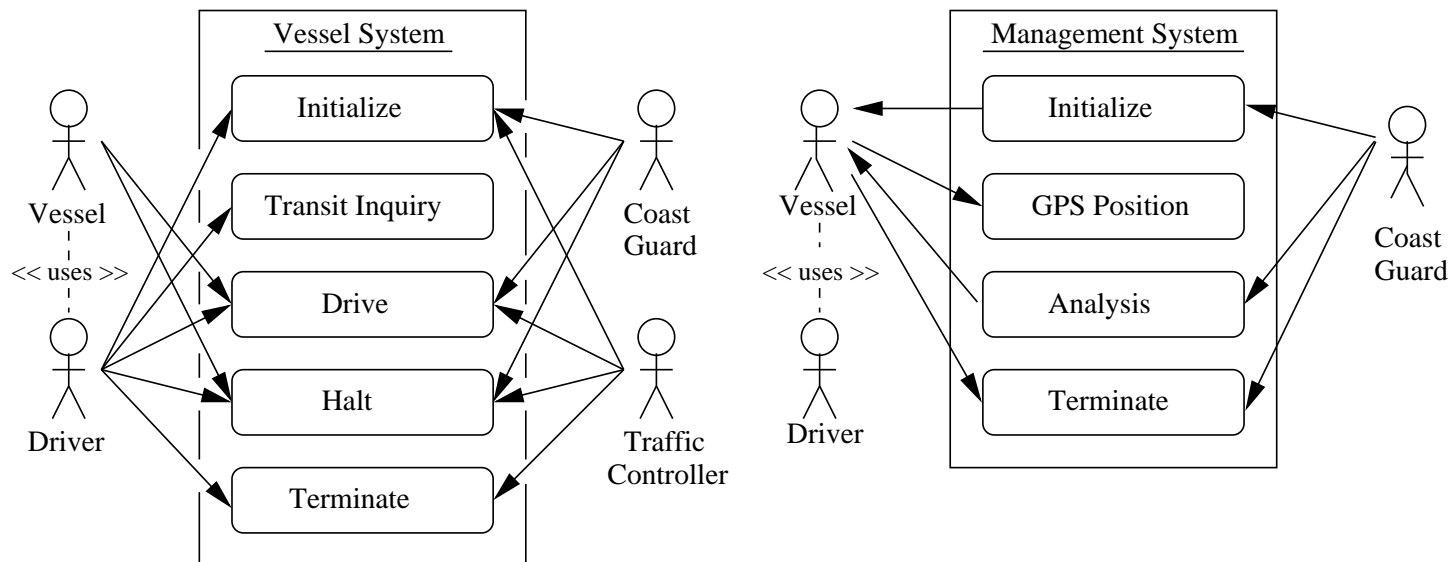 Vessel System
Initialize
Transit Inquiry
Drive
Halt
Terminate
Vessel
<< uses >>
Driver
Coast
Guard
Traffic
Controller
Management System
Initialize
GPS Position
Analysis
Terminate
Vessel
<< uses >>
Driver
Coast
Guard